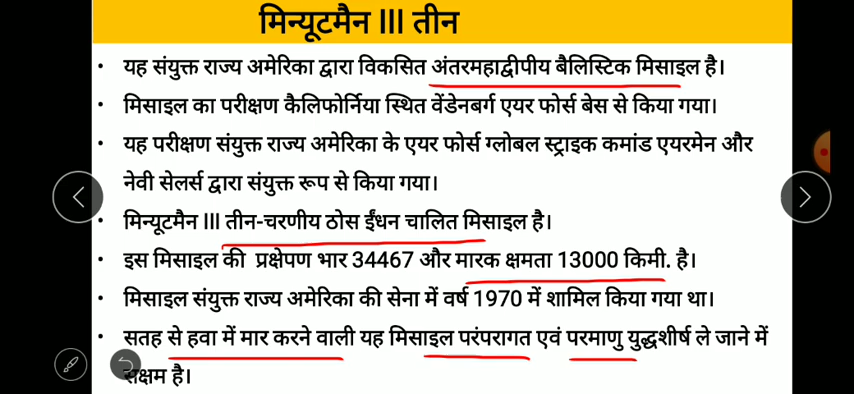 मिन्यूटमैन III तीन
• यह संयुक्त राज्य अमेरिका द्वारा विकसित अंतरमहाद्वीपीय बैलिस्टिक मिसाइल है।
• मिसाइल का परीक्षण कैलिफोर्निया स्थित वेंडेनबर्ग एयर फोर्स बेस से किया गया।
• यह परीक्षण संयुक्त राज्य अमेरिका के एयर फोर्स ग्लोबल स्ट्राइक कमांड एयरमेन और
नेवी सेलर्स द्वारा संयुक्त रूप से किया गया।
• मिन्यूटमैन III तीन-चरणीय ठोस ईंधन चालित मिसाइल है।
• इस मिसाइल की प्रक्षेपण भार 34467 और मारक क्षमता 13000 किमी. है।
• मिसाइल संयुक्त राज्य अमेरिका की सेना में वर्ष 1970 में शामिल किया गया था।
• सतह से हवा में मार करने वाली यह मिसाइल परंपरागत एवं परमाणु युद्धशीर्ष ले जाने में
सक्षम है।